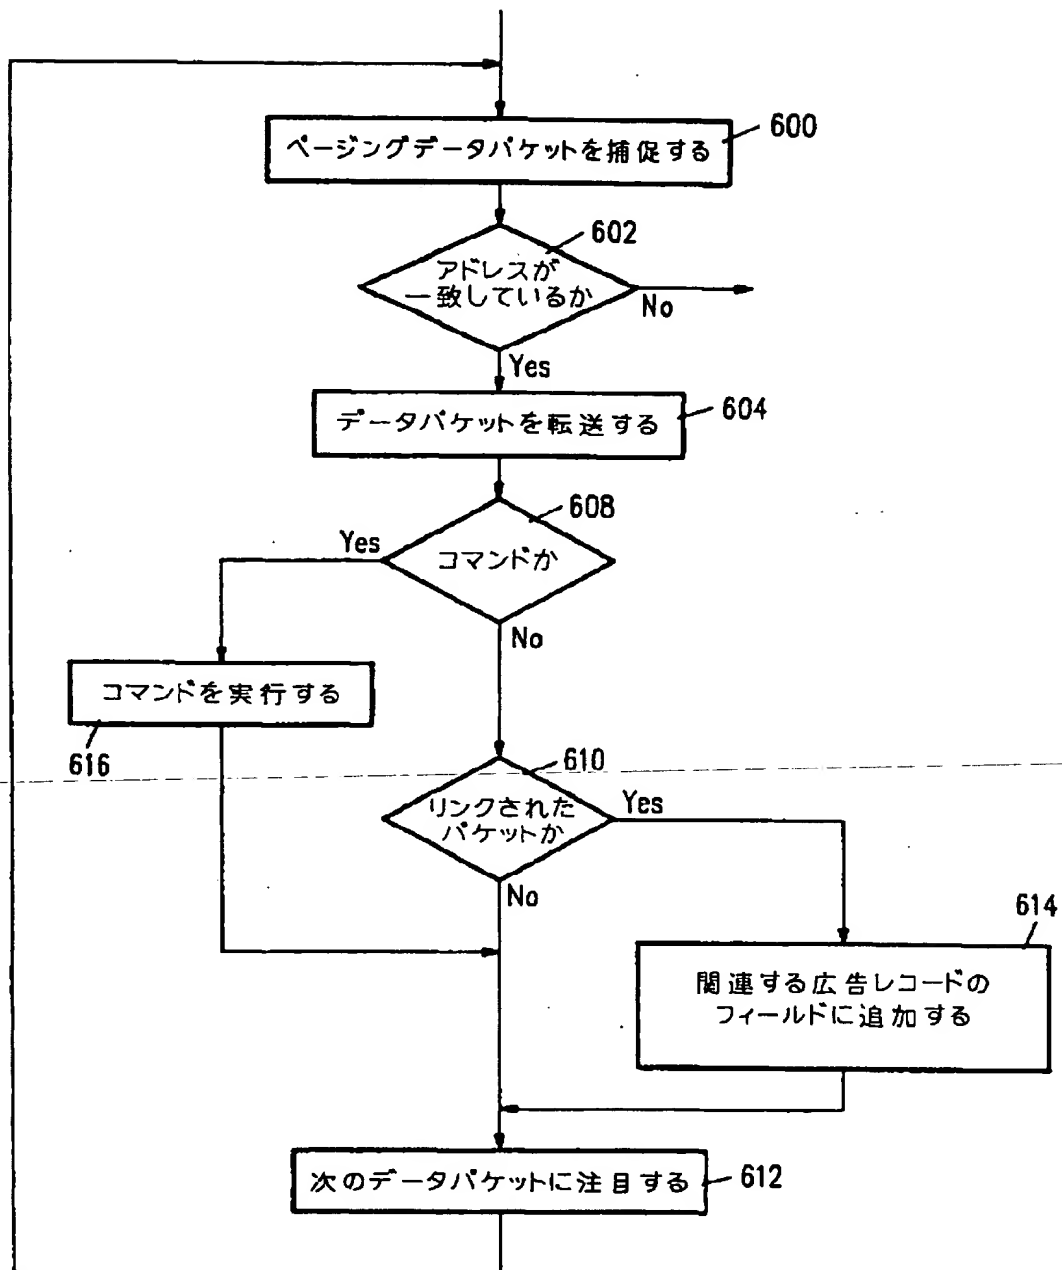 ページングデータパケットを捕促する
600
602
アドレスが
一致しているか
No
Yes
データパケットを転送する
604
608
Yes
コマンドか
No
コマンドを実行する
616
610
リンクされた
パケットか
Yes
No
614
関連する広告レコードの
フィールドに追加する
次のデータパケットに注目する
612